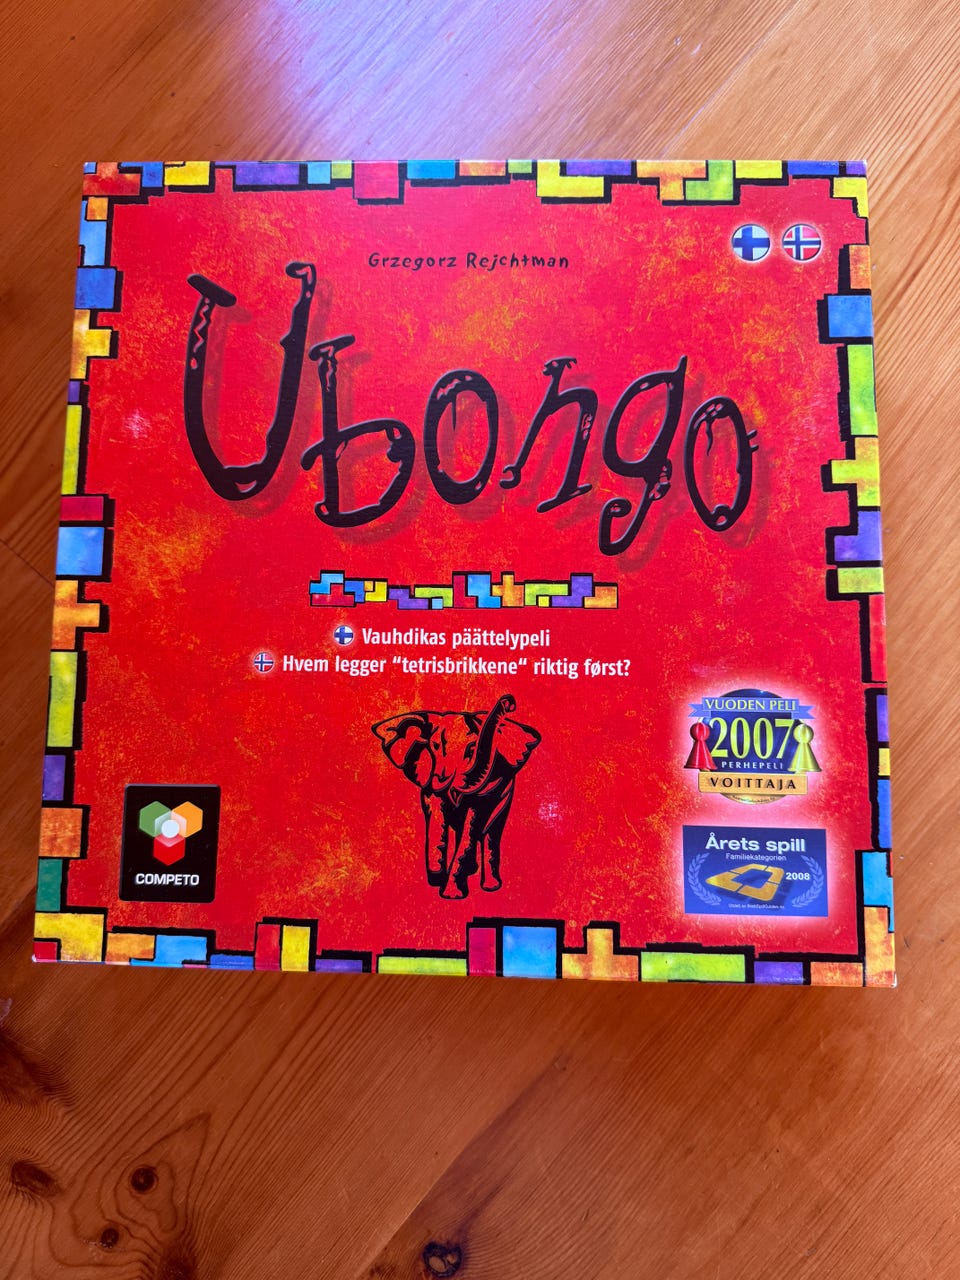 Grzegorz Rejchtman
Ubongo
Vauhdikas päättelypeli
Hvem legger “tetrisbrikkene“ riktig først?
VUODEN PELI
2007
PERHEPELI
VOITTAJA
Årets spill
Familiekategorien
2008
COMPETO